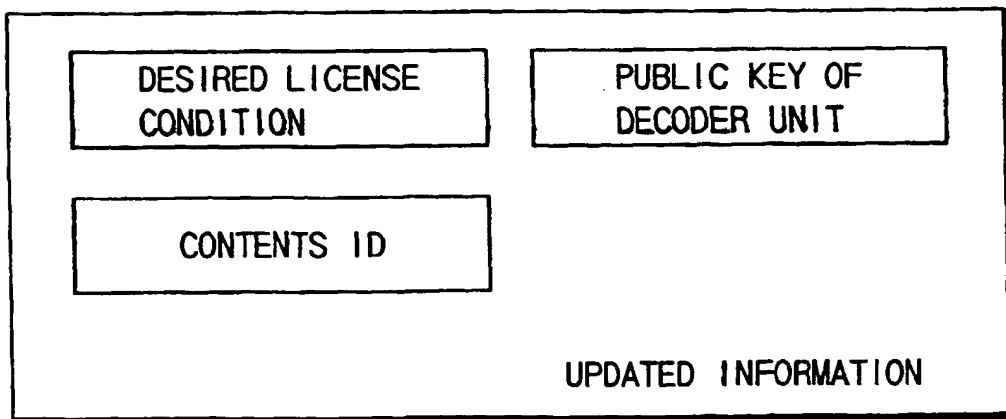 DESIRED LICENSE
CONDITION
PUBLIC KEY OF
DECODER UNIT
CONTENTS ID
UPDATED INFORMATION